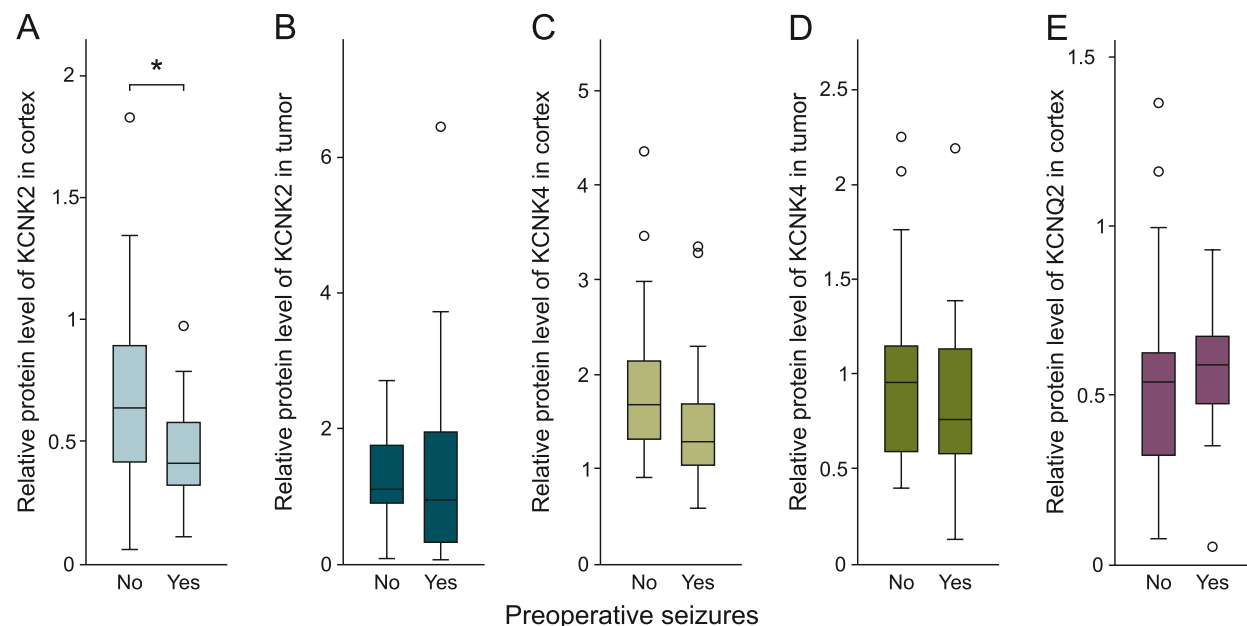 A
Relative protein level of KCNK2 in cortex
2
1.5
1
0.5
0
*
No Yes
B
Relative protein level of KCNK2 in tumor
6
4
2
0
No Yes
C
Relative protein level of KCNK4 in cortex
5
4
3
2
1
0
No Yes
D
Relative protein level of KCNK4 in tumor
2.5
2
1.5
1
0.5
0
No Yes
E
Relative protein level of KCNQ2 in cortex
1.5
1
0.5
0
No Yes
Preoperative seizures